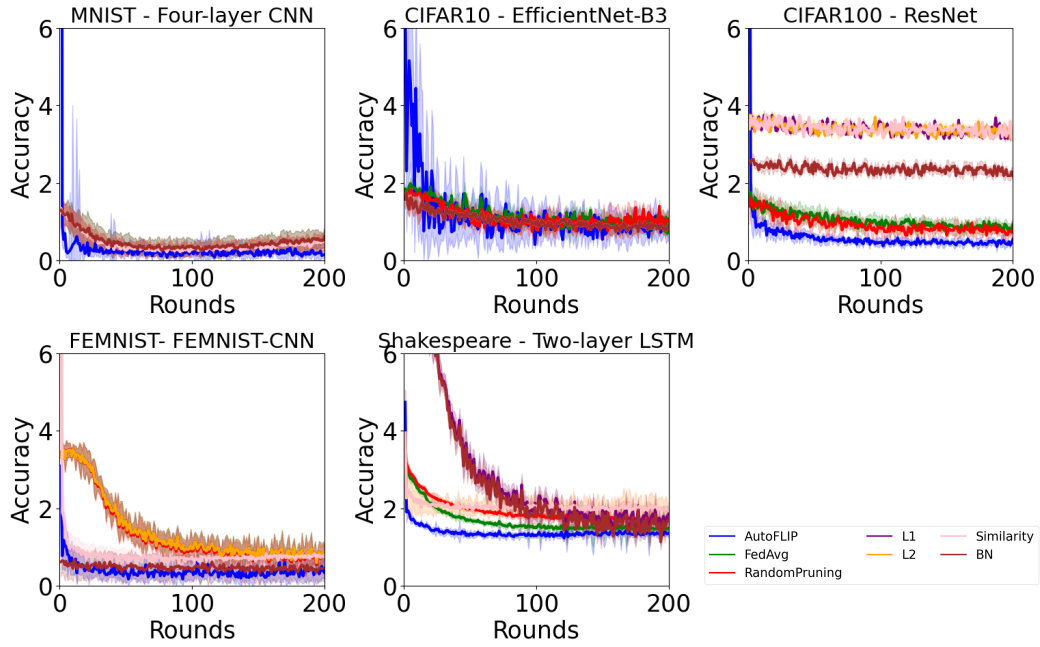 MNIST - Four-layer CNN
Accuracy
6
4
2
0
0 100 200
Rounds
CIFAR10 - EfficientNet-B3
Accuracy
6
4
2
0
0 100 200
Rounds
CIFAR100 - ResNet
Accuracy
6
4
2
0
0 100 200
Rounds
FEMNIST- FEMNIST-CNN
Accuracy
6
4
2
0
0 100 200
Rounds
Shakespeare - Two-layer LSTM
Accuracy
6
4
2
0
0 100 200
Rounds
AutoFLIP
FedAvg
RandomPruning
L1
L2
Similarity
BN